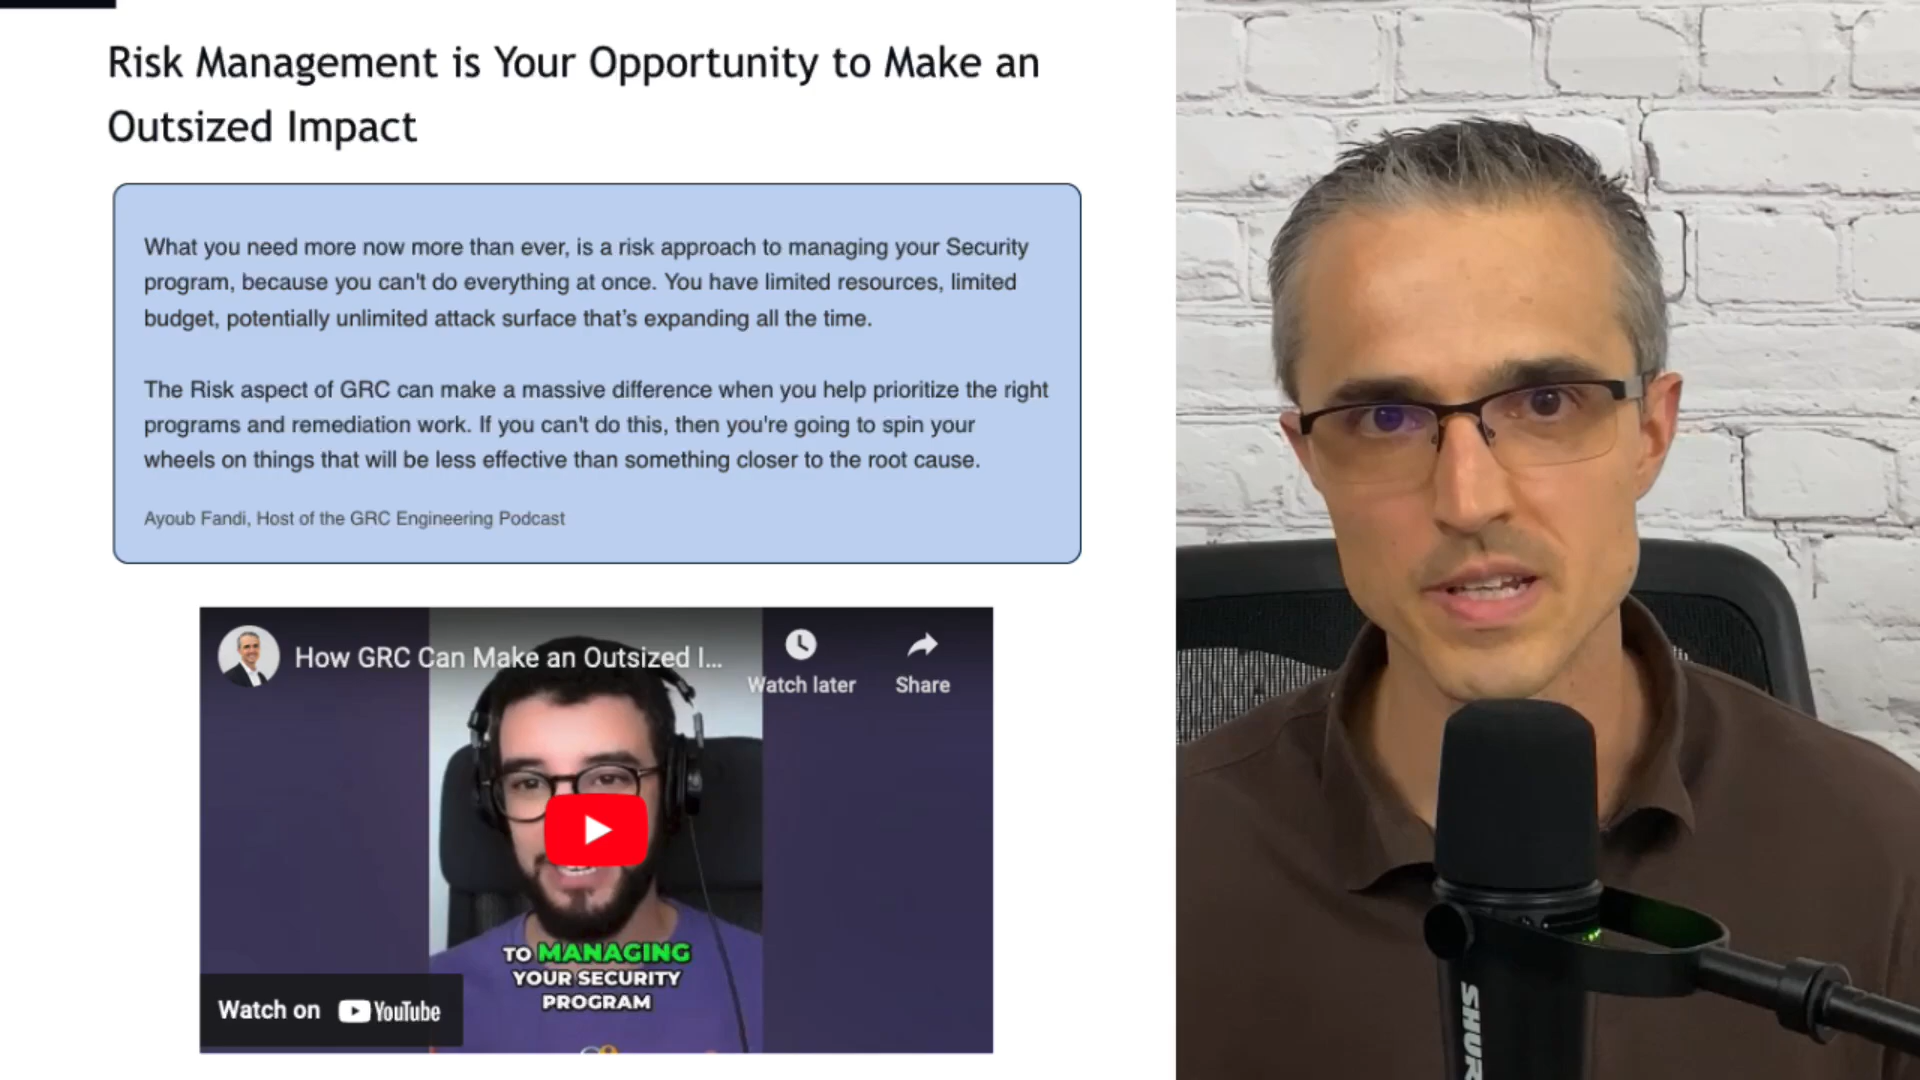 Risk Management is Your Opportunity to Make an
Outsized Impact
What you need more now more than ever, is a risk approach to managing your Security
program, because you can't do everything at once. You have limited resources, limited
budget, potentially unlimited attack surface that's expanding all the time.
The Risk aspect of GRC can make a massive difference when you help prioritize the right
programs and remediation work. If you can't do this, then you're going to spin your
wheels on things that will be less effective than something closer to the root cause.
Ayoub Fandi, Host of the GRC Engineering Podcast
How GRC Can Make an Outsized I...
Watch later
Share
TO MANAGING
YOUR SECURITY
PROGRAM
Watch on YouTube
SHURE